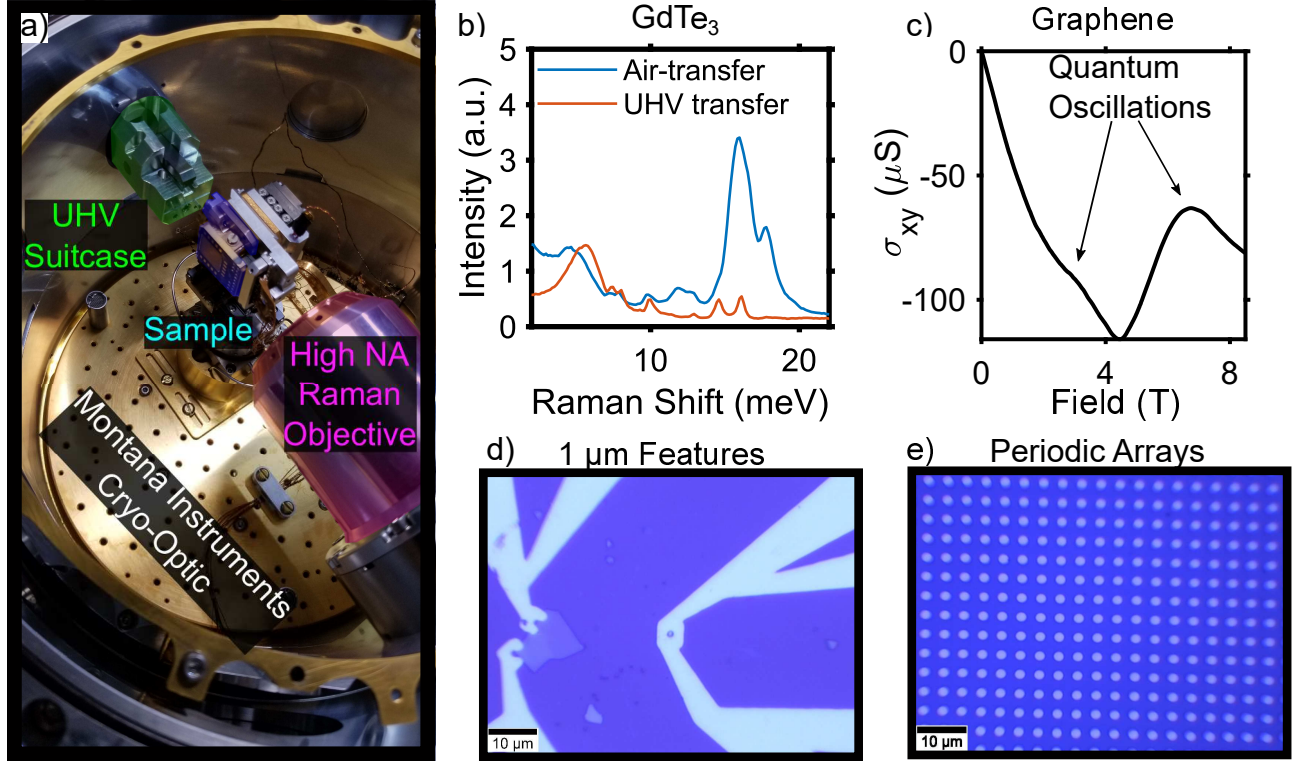 a)
UHV
Suitcase
Sample
High NA
Raman
Objective
Montana Instruments
Cryo-Optic
b)
GdTe3
5
4
3
2
1
0
Intensity (a.u.)
Air-transfer
UHV transfer
10
20
Raman Shift (meV)
c)
Graphene
0
-50
-100
σxy (μS)
Quantum
Oscillations
0
4
8
Field (T)
d)
1 μm Features
10 μm
e)
Periodic Arrays
10 μm